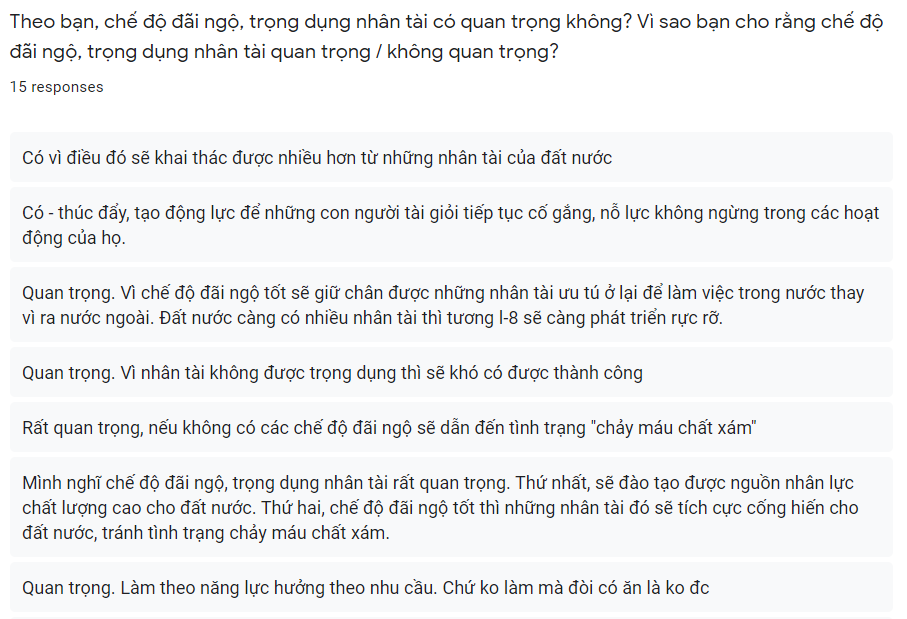 Theo bạn, chế độ đãi ngộ, trọng dụng nhân tài có quan trọng không? Vì sao bạn cho rằng chế độ
đãi ngộ, trọng dụng nhân tài quan trọng / không quan trọng?
15 responses
Có vì điều đó sẽ khai thác được nhiều hơn từ những nhân tài của đất nước
Có - thúc đẩy, tạo động lực để những con người tài giỏi tiếp tục cố gắng, nỗ lực không ngừng trong các hoạt
động của họ.
Quan trọng. Vì chế độ đãi ngộ tốt sẽ giữ chân được những nhân tài ưu tú ở lại để làm việc trong nước thay
vì ra nước ngoài. Đất nước càng có nhiều nhân tài thì tương l-8 sẽ càng phát triển rực rỡ.
Quan trọng. Vì nhân tài không được trọng dụng thì sẽ khó có được thành công
Rất quan trọng, nếu không có các chế độ đãi ngộ sẽ dẫn đến tình trạng "chảy máu chất xám"
Mình nghĩ chế độ đãi ngộ, trọng dụng nhân tài rất quan trọng. Thứ nhất, sẽ đào tạo được nguồn nhân lực
chất lượng cao cho đất nước. Thứ hai, chế độ đãi ngộ tốt thì những nhân tài đó sẽ tích cực cống hiến cho
đất nước, tránh tình trạng chảy máu chất xám.
Quan trọng. Làm theo năng lực hưởng theo nhu cầu. Chứ ko làm mà đòi có ăn là ko đc